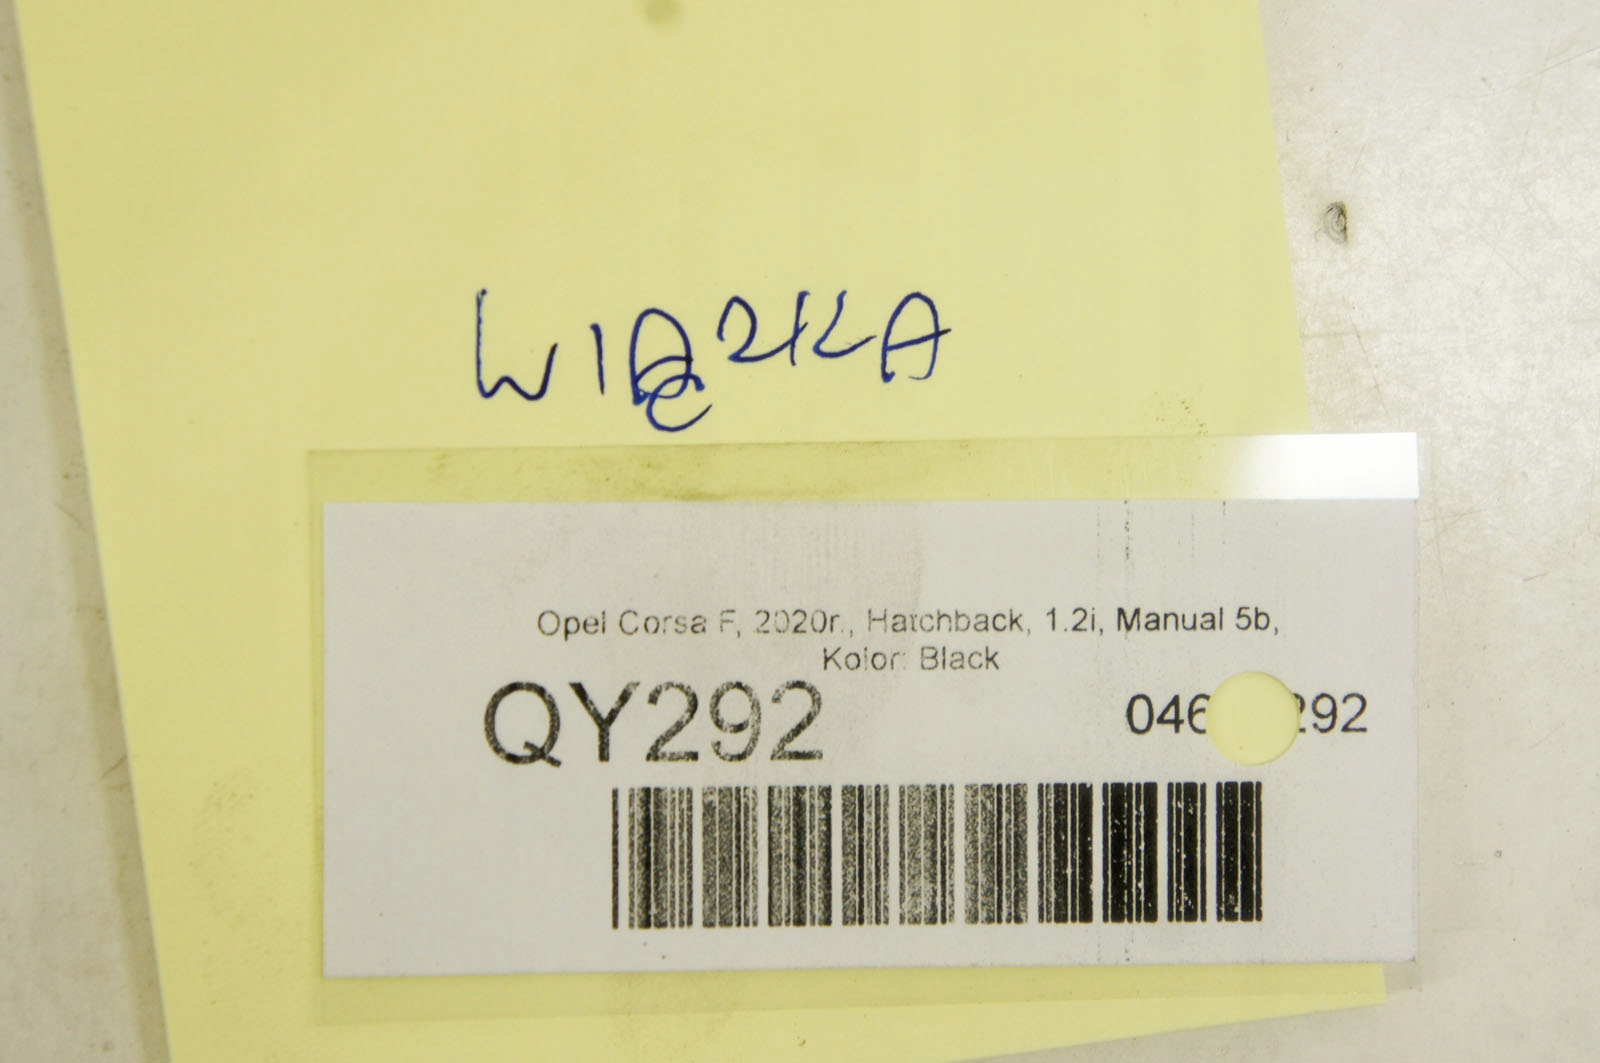 WIĄZKA
Opel Corsa F, 2020r., Hatchback, 1.2i, Manual 5b,
Kolor: Black
QY292